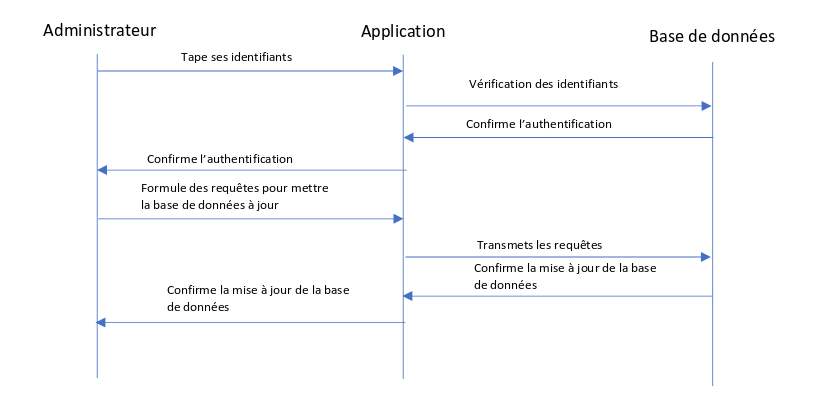 Administrateur
Application
Base de données
Tape ses identifiants
Vérification des identifiants
Confirme l'authentification
Confirme l'authentification
Formule des requêtes pour mettre
la base de données à jour
Transmets les requêtes
Confirme la mise à jour de la base
de données
Confirme la mise à jour de la base
de données